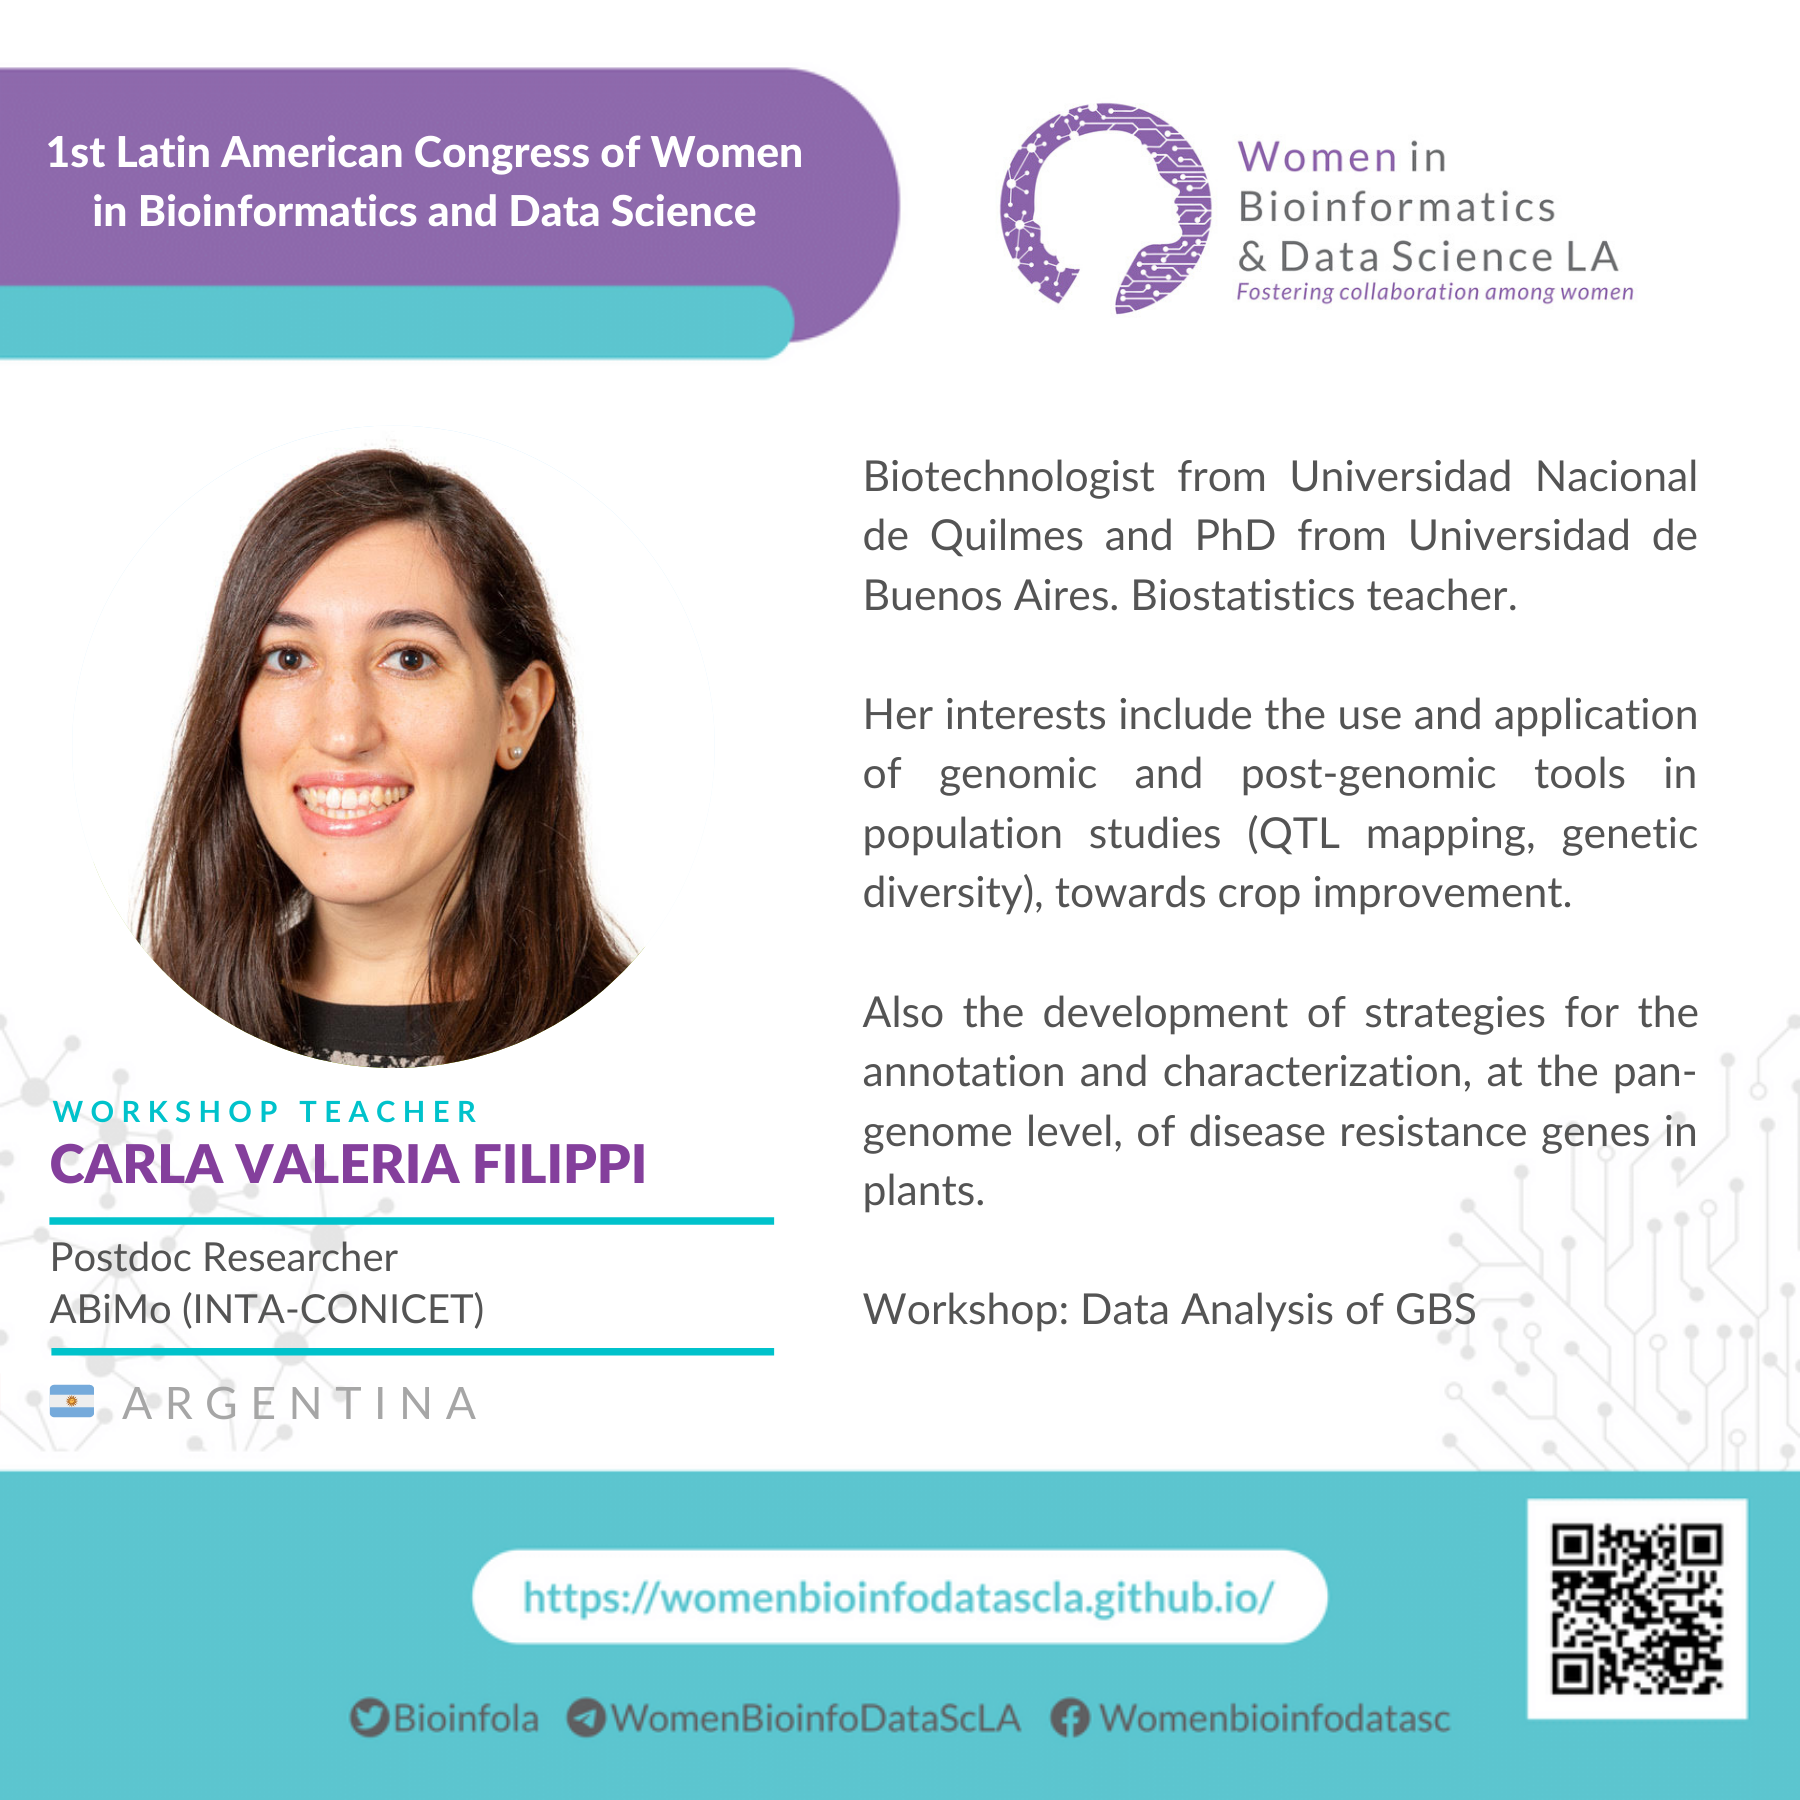 1st Latin American Congress of Women
in Bioinformatics and Data Science
Women in
Bioinformatics
& Data Science LA
Fostering collaboration among women
WORKSHOP TEACHER
CARLA VALERIA FILIPPI
Postdoc Researcher
ABiMo (INTA-CONICET)
ARGENTINA
Biotechnologist from Universidad Nacional
de Quilmes and PhD from Universidad de
Buenos Aires. Biostatistics teacher.
Her interests include the use and application
of genomic and post-genomic tools in
population studies (QTL mapping, genetic
diversity), towards crop improvement.
Also the development of strategies for the
annotation and characterization, at the pan-
genome level, of disease resistance genes in
plants.
Workshop: Data Analysis of GBS
https://womenbioinfodatascla.github.io/
Bioinfola WomenBioinfoDataScLA Womenbioinfodatasc